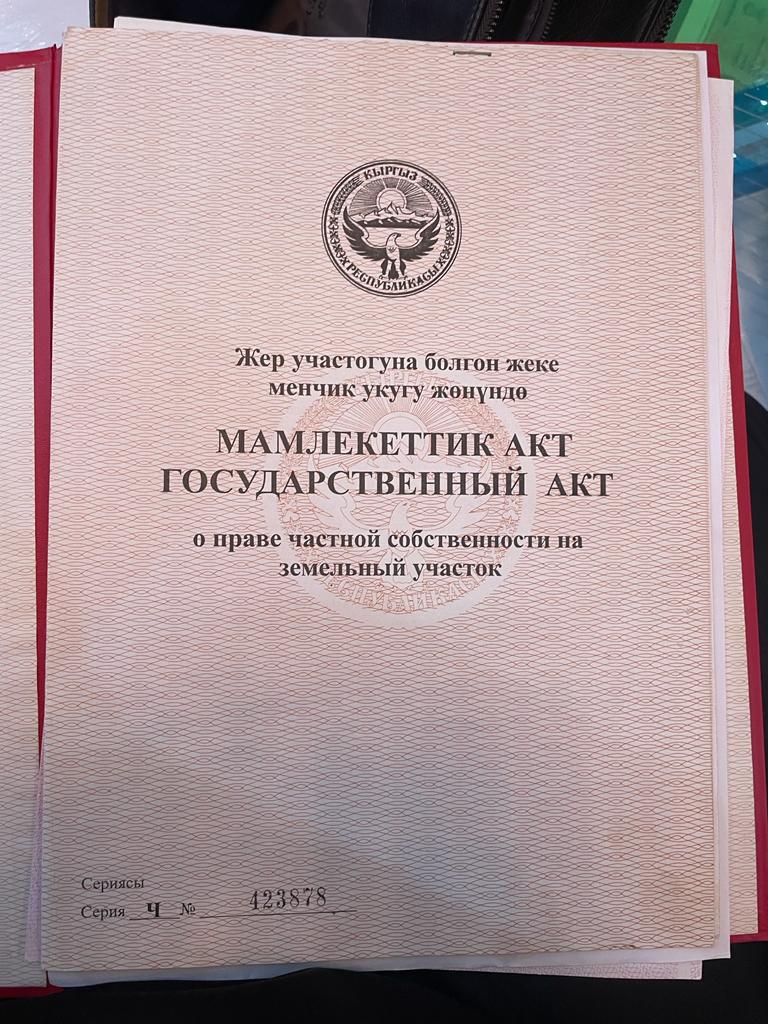 КЫРГЫЗ
РЕСПУБЛИКАСЫ
Жер участогуна болгон жеке
менчик укугу жөнүндө
МАМЛЕКЕТТИК АКТ
ГОСУДАРСТВЕННЫЙ АКТ
о праве частной собственности на
земельный участок
Сериясы
Серия Ч № 423878